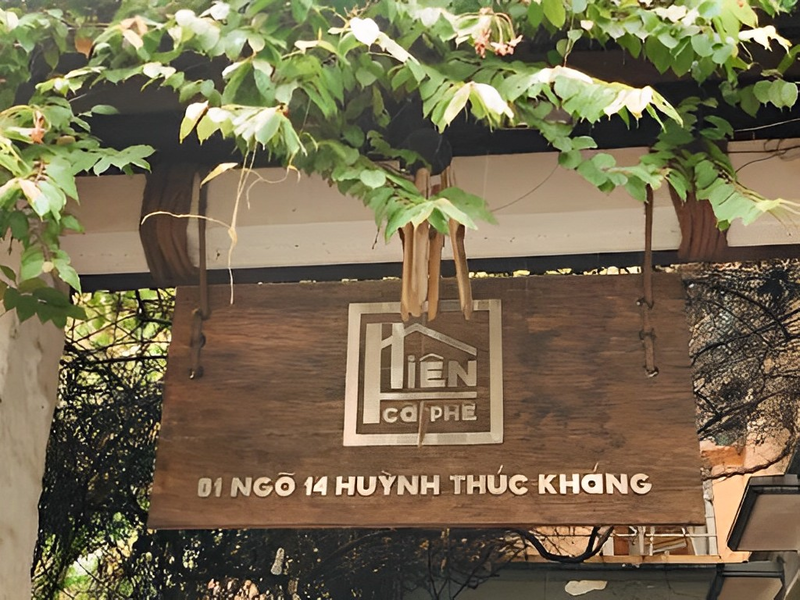 HIÊN
CÀ PHÊ
01 NGÕ 14 HUỲNH THÚC KHÁNG